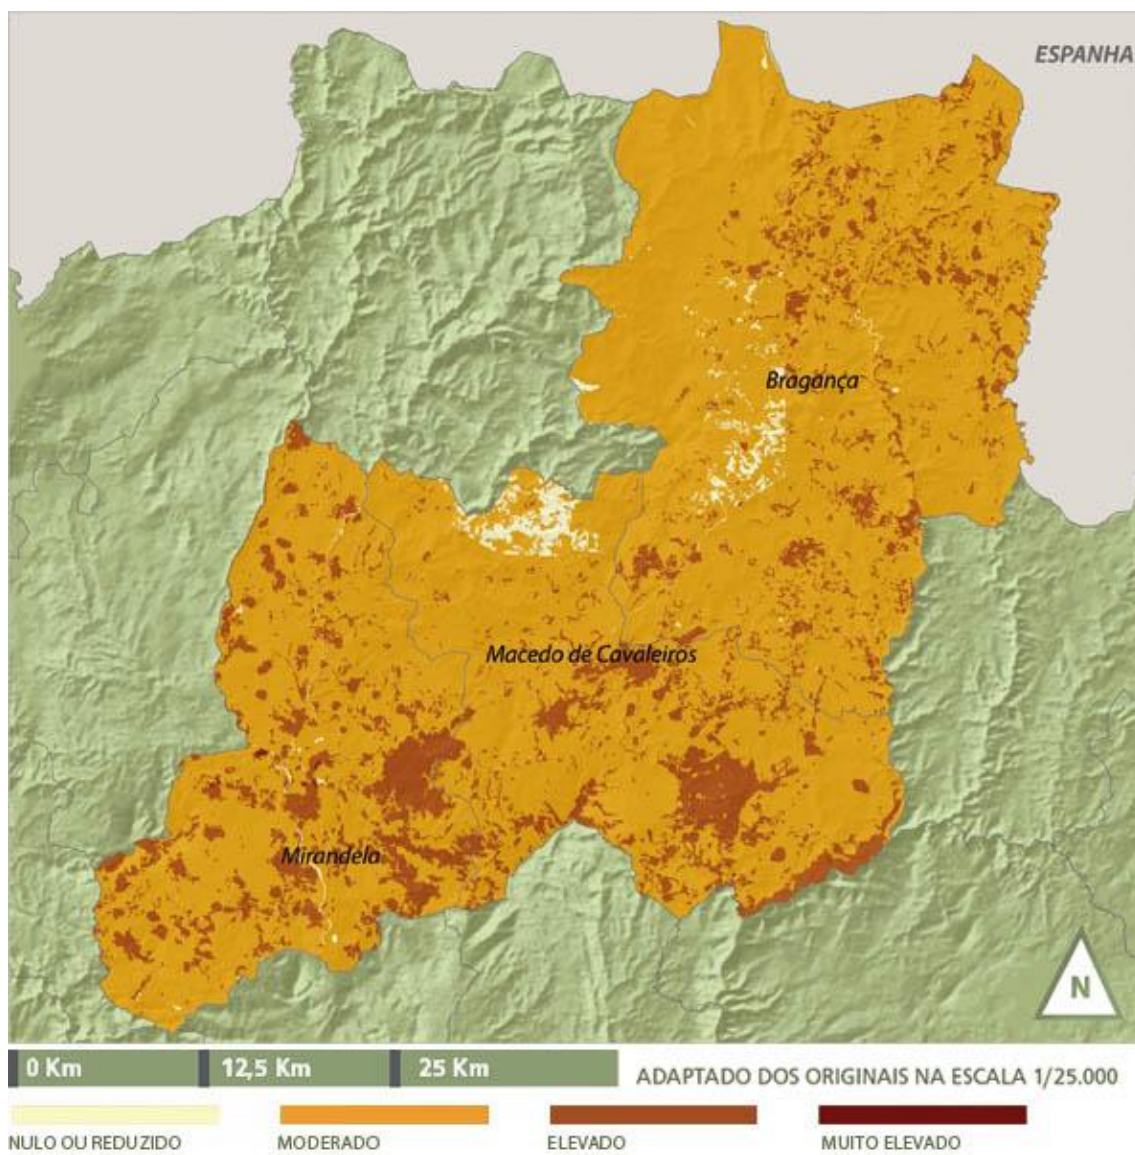 ESPANHA
Bragança
Macedo de Cavaleiros
Mirandela
N
0 Km 12,5 Km 25 Km
ADAPTADO DOS ORIGINAIS NA ESCALA 1/25.000
NULO OU REDUZIDO MODERADO ELEVADO MUITO ELEVADO